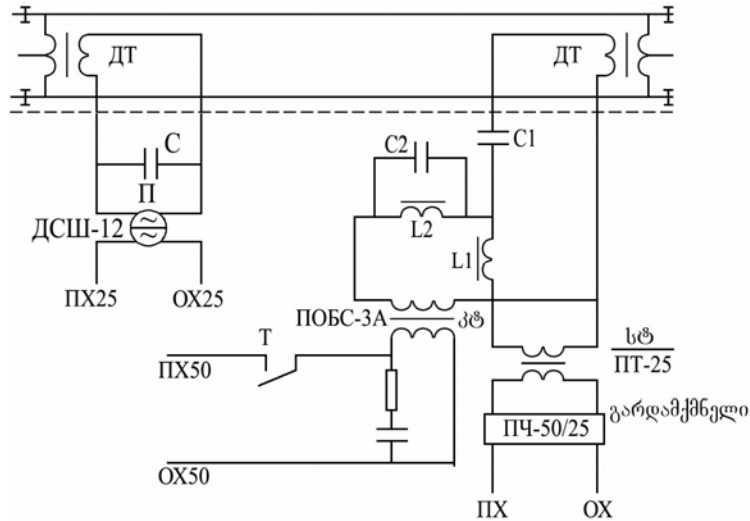 ДТ
ДТ
С
С2
С1
П
ДСШ-12
L2
L1
ПХ25
ОХ25
ПОБС-3А
კტ
Т
ПХ50
სტ
ПТ-25
გარდამქმნელი
ПЧ-50/25
ОХ50
ПХ
ОХ